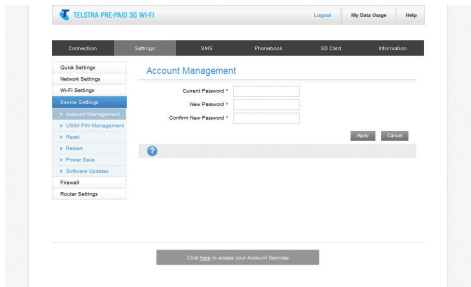 TELSTRA PRE-PAID 3G WI-FI
Logout My Data Usage Help
Connection Settings SMS Phonebook SD Card Information
Quick Settings
Network Settings
Wi-Fi Settings
Device Settings
Account Management
USIM PIN Management
Reset
Restart
Power Save
Software Updates
Firewall
Router Settings
Account Management
Current Password *
New Password *
Confirm New Password *
Apply Cancel
?
Click here to access your Account Services